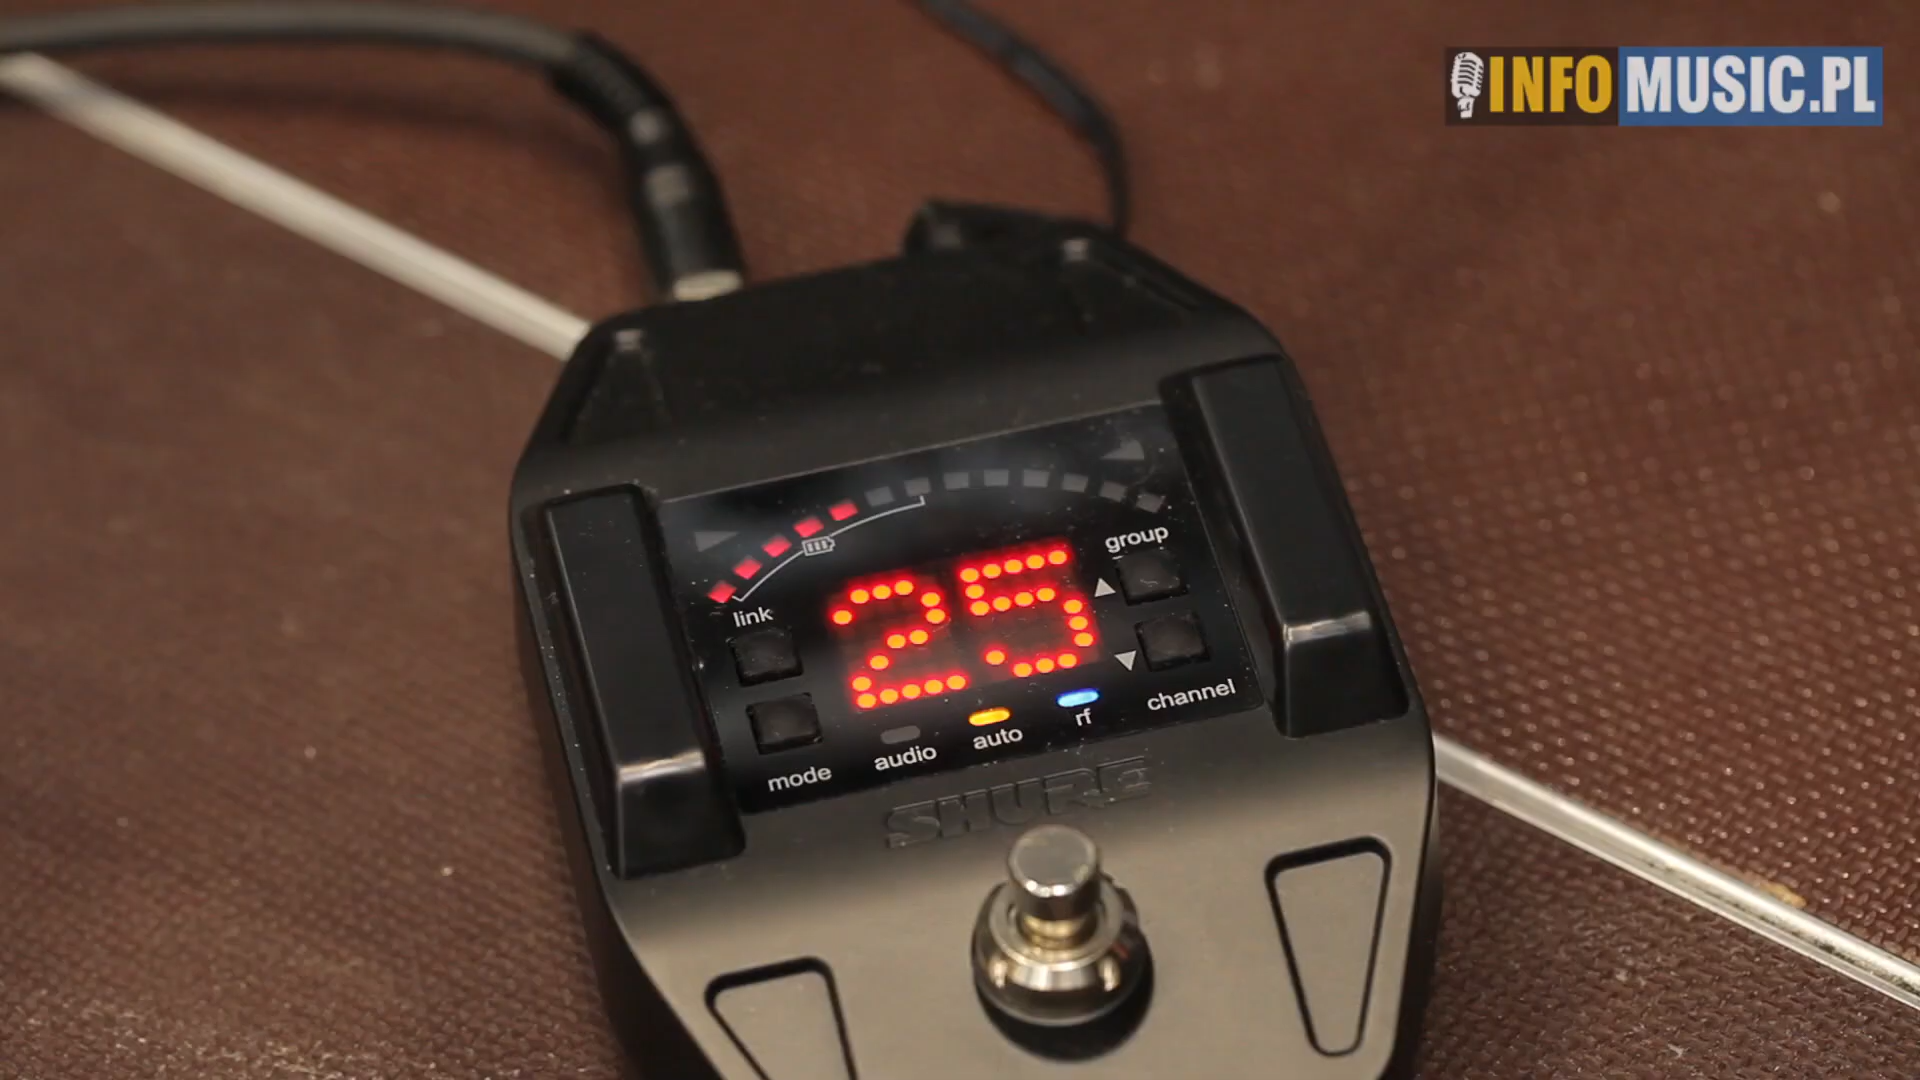 INFOMUSIC.PL
group
link
25
channel
rf
auto
audio
mode
SHURE